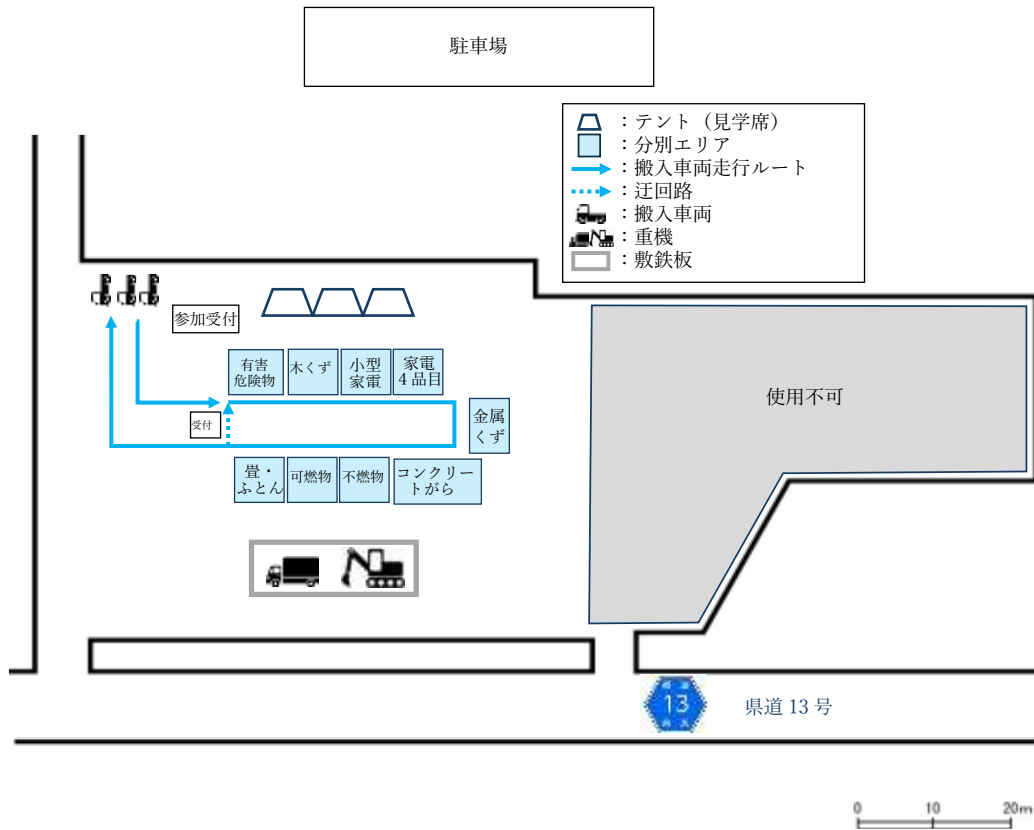 駐車場
：テント（見学席）
：分別エリア
：搬入車両走行ルート
：迂回路
：搬入車両
：重機
：敷鉄板
参加受付
有害
危険物
木くず
小型
家電
家電
４品目
使用不可
受付
金属
くず
畳・
ふとん
可燃物
不燃物
コンクリー
トがら
13
県道 13 号
0 10 20m